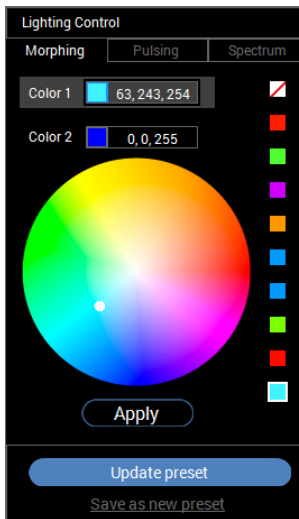 Lighting Control
Morphing Pulsing Spectrum
Color 1 63, 243, 254
Color 2 0, 0, 255
Apply
Update preset
Save as new preset